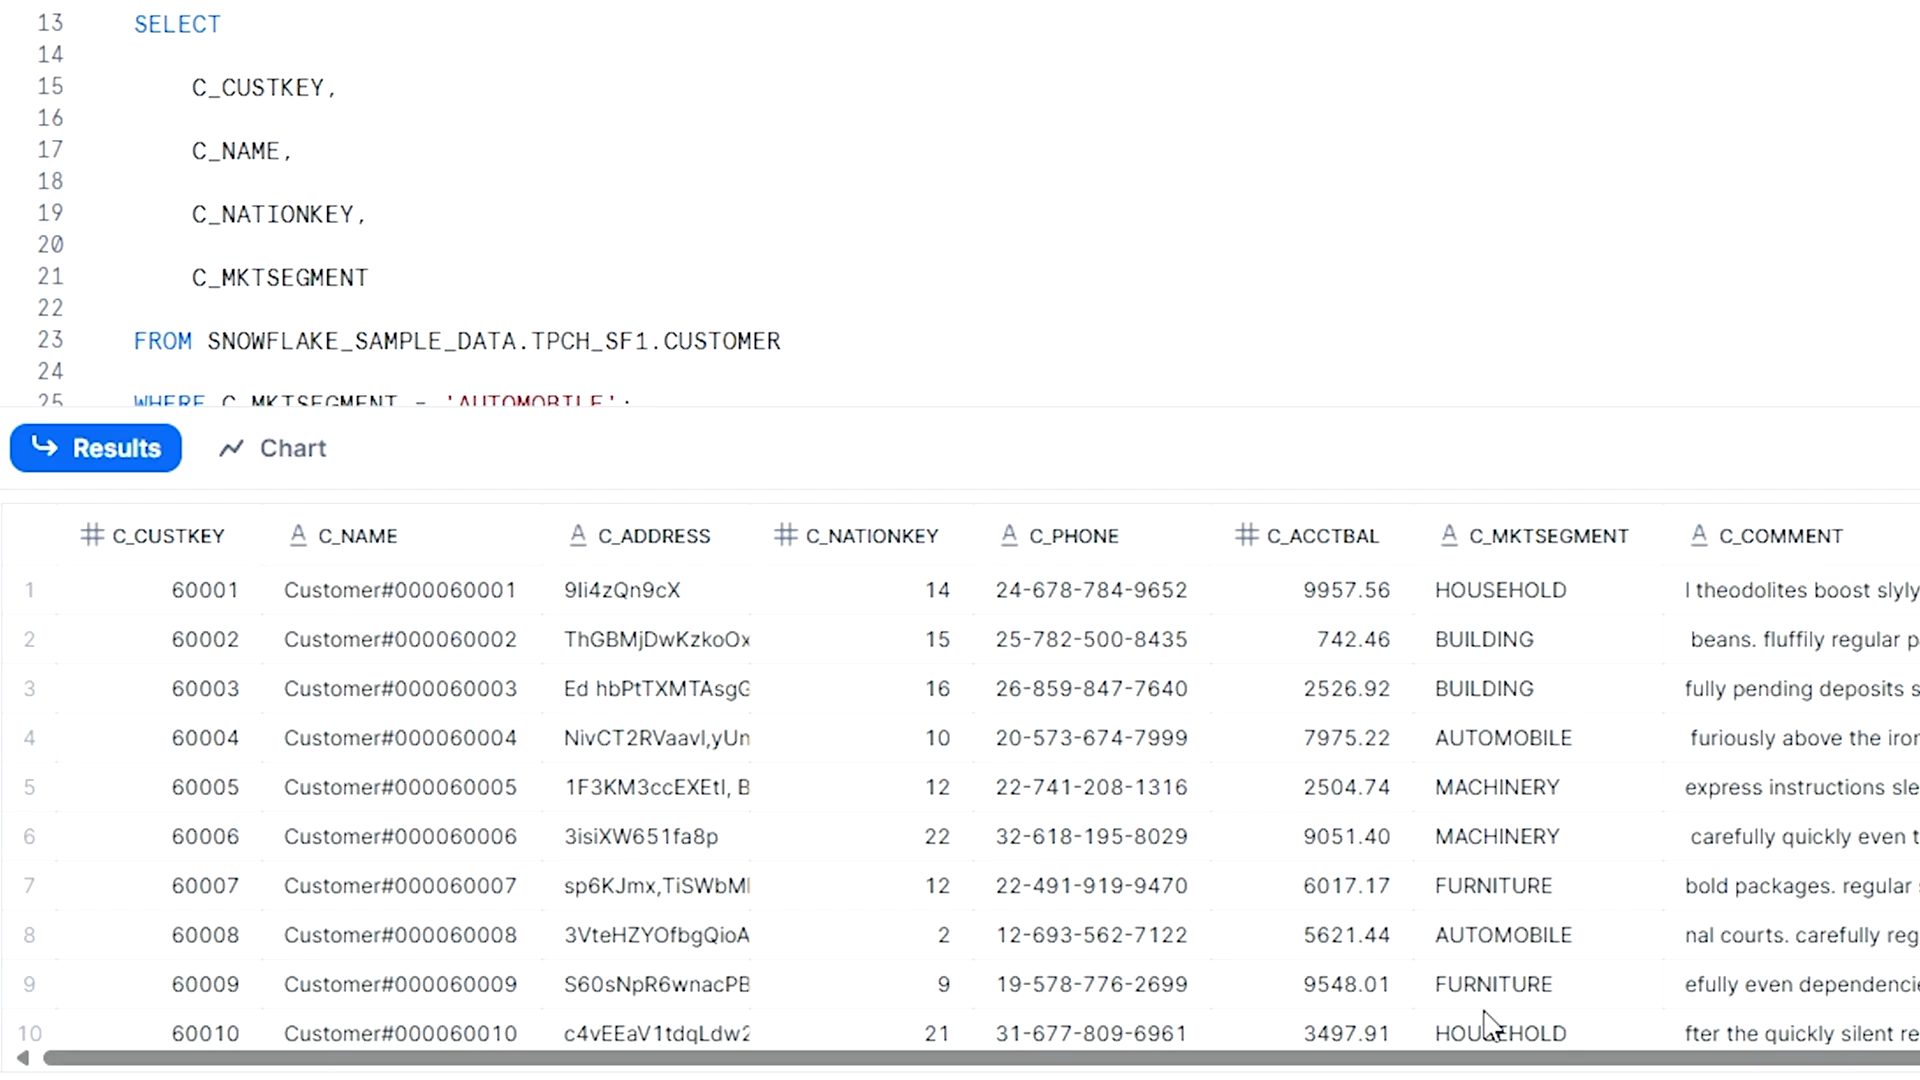 13 SELECT
14
15 C_CUSTKEY,
16
17 C_NAME,
18
19 C_NATIONKEY,
20
21 C_MKTSEGMENT
22
23 FROM SNOWFLAKE_SAMPLE_DATA.TPCH_SF1.CUSTOMER
24
25 WHERE C_MKTSEGMENT = 'AUTOMOBILE';
Results Chart
# C_CUSTKEY A C_NAME A C_ADDRESS # C_NATIONKEY A C_PHONE # C_ACCTBAL A C_MKTSEGMENT A C_COMMENT
1 60001 Customer#000060001 9li4zQn9cX 14 24-678-784-9652 9957.56 HOUSEHOLD l theodolites boost slyly
2 60002 Customer#000060002 ThGBMjDwKzkoOx 15 25-782-500-8435 742.46 BUILDING beans. fluffily regular p
3 60003 Customer#000060003 Ed hbPtTXMTAsgG 16 26-859-847-7640 2526.92 BUILDING fully pending deposits s
4 60004 Customer#000060004 NivCT2RVaavl,yUn 10 20-573-674-7999 7975.22 AUTOMOBILE furiously above the iron
5 60005 Customer#000060005 1F3KM3ccEXEtI, B 12 22-741-208-1316 2504.74 MACHINERY express instructions sle
6 60006 Customer#000060006 3isiXW651fa8p 22 32-618-195-8029 9051.40 MACHINERY carefully quickly even t
7 60007 Customer#000060007 sp6KJmx,TiSWbM 12 22-491-919-9470 6017.17 FURNITURE bold packages. regular s
8 60008 Customer#000060008 3VteHZYOfbgQioA 2 12-693-562-7122 5621.44 AUTOMOBILE nal courts. carefully reg
9 60009 Customer#000060009 S60sNpR6wnacPB 9 19-578-776-2699 9548.01 FURNITURE efully even dependencie
10 60010 Customer#000060010 c4vEEaV1tdqLdw2 21 31-677-809-6961 3497.91 HOUSEHOLD fter the quickly silent re